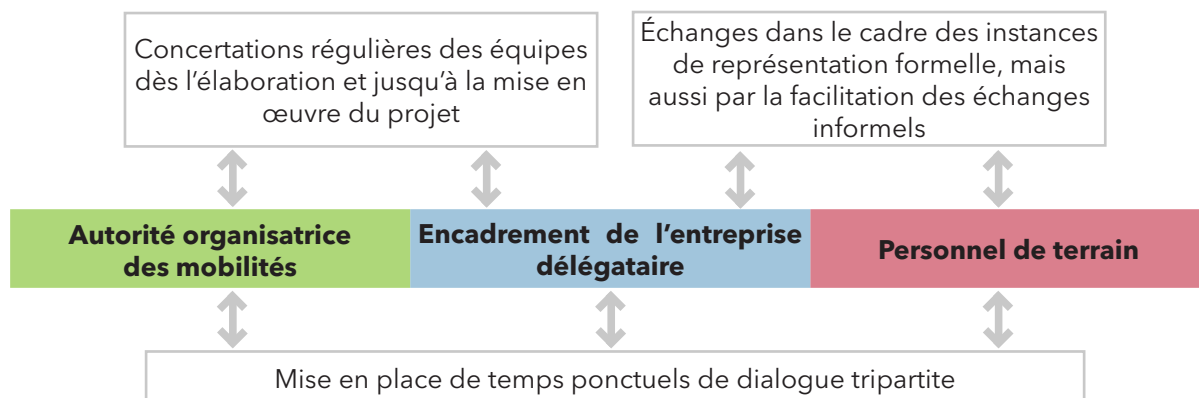 Concertations régulières des équipes
dès l’élaboration et jusqu’à la mise en
œuvre du projet
Échanges dans le cadre des instances
de représentation formelle, mais
aussi par la facilitation des échanges
informels
Autorité organisatrice
des mobilités
Encadrement de l’entreprise
délégataire
Personnel de terrain
Mise en place de temps ponctuels de dialogue tripartite